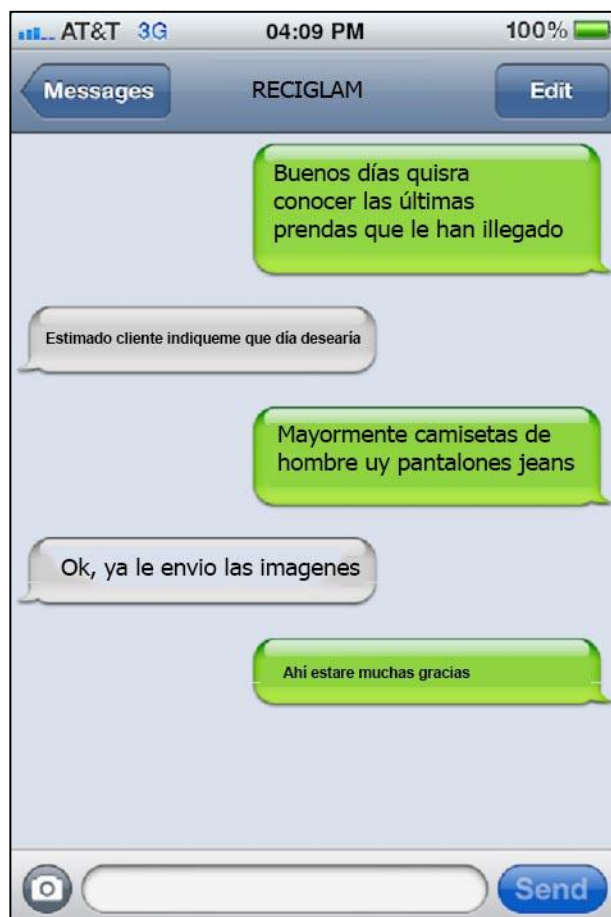 AT&T 3G 04:09 PM 100%
Messages RECIGLAM Edit
Buenos días quisra
conocer las últimas
prendas que le han illegado
Estimado cliente indiqueme que día desearía
Mayormente camisetas de
hombre uy pantalones jeans
Ok, ya le envio las imagenes
Ahí estare muchas gracias
Send